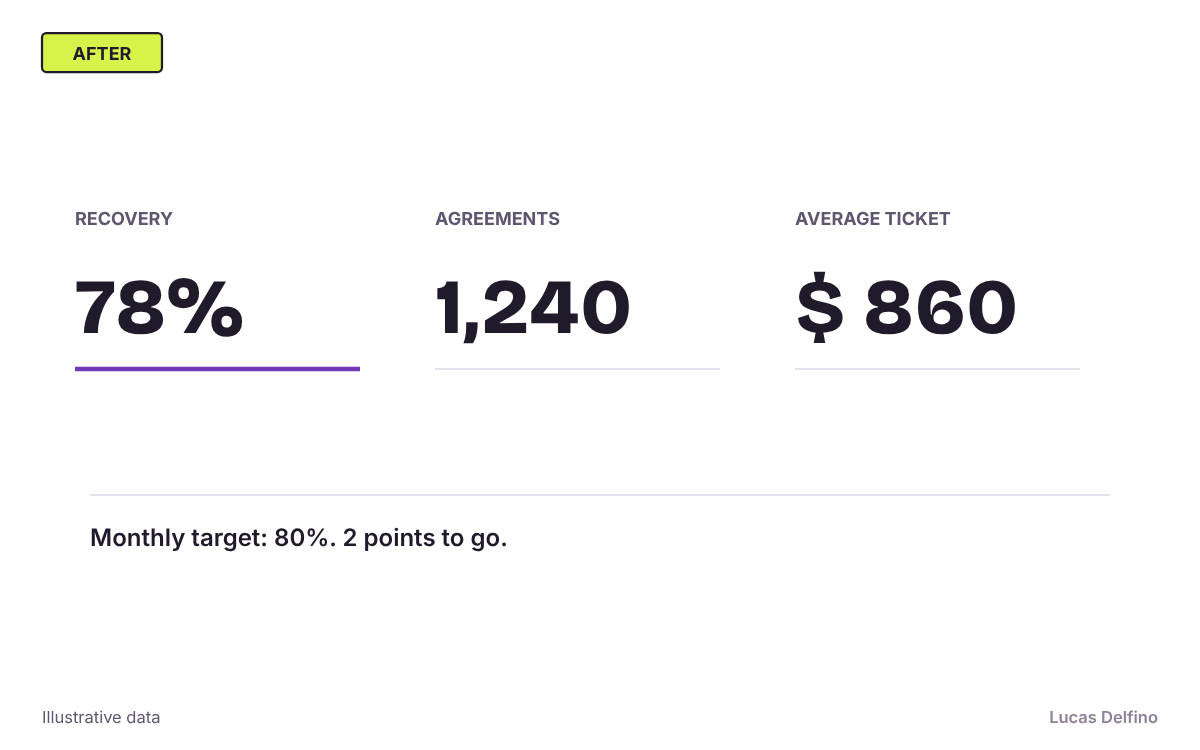 AFTER
RECOVERY
AGREEMENTS
AVERAGE TICKET
78%
1,240
$ 860
Monthly target: 80%. 2 points to go.
Illustrative data
Lucas Delfino